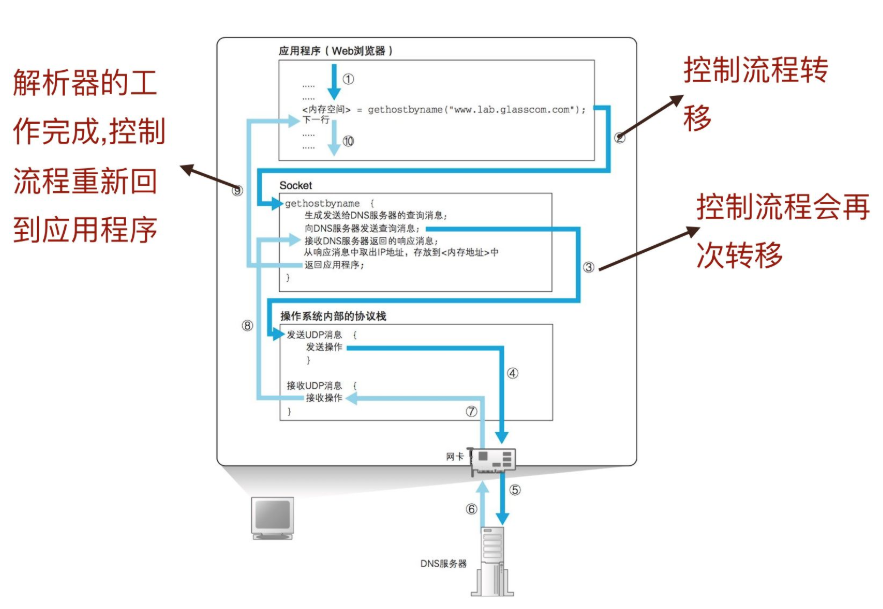 应用程序（Web浏览器）
①
.....
.....
<内存空间> = gethostbyname("www.lab.glasscom.com");
下一行
.....
.....
⑩
②
控制流程转
移
解析器的工
作完成,控制
流程重新回
到应用程序
⑨
Socket
gethostbyname {
生成发送给DNS服务器的查询消息；
向DNS服务器发送查询消息；
接收DNS服务器返回的响应消息；
从响应消息中取出IP地址，存放到<内存地址>中
返回应用程序；
}
③
控制流程会再
次转移
⑧
操作系统内部的协议栈
发送UDP消息 {
发送操作
}
④
接收UDP消息 {
接收操作
}
⑦
网卡
⑤
⑥
DNS服务器